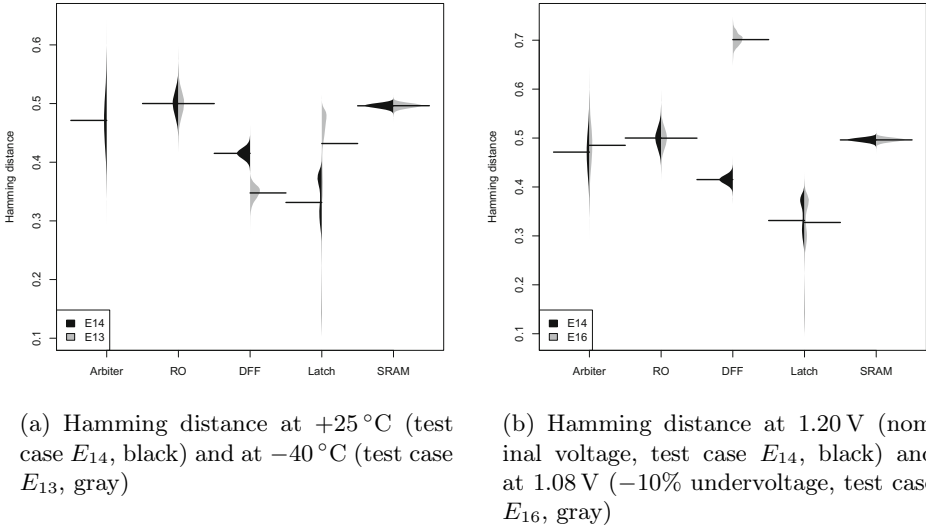 0.6
0.5
0.4
0.3
0.2
0.1
Hamming distance
E14
E13
Arbiter RO DFF Latch SRAM
0.7
0.6
0.5
0.4
0.3
0.2
0.1
Hamming distance
E14
E16
Arbiter RO DFF Latch SRAM
(a) Hamming distance at +25 °C (test
case E14, black) and at −40 °C (test case
E13, gray)
(b) Hamming distance at 1.20 V (nom
inal voltage, test case E14, black) and
at 1.08 V (−10% undervoltage, test case
E16, gray)